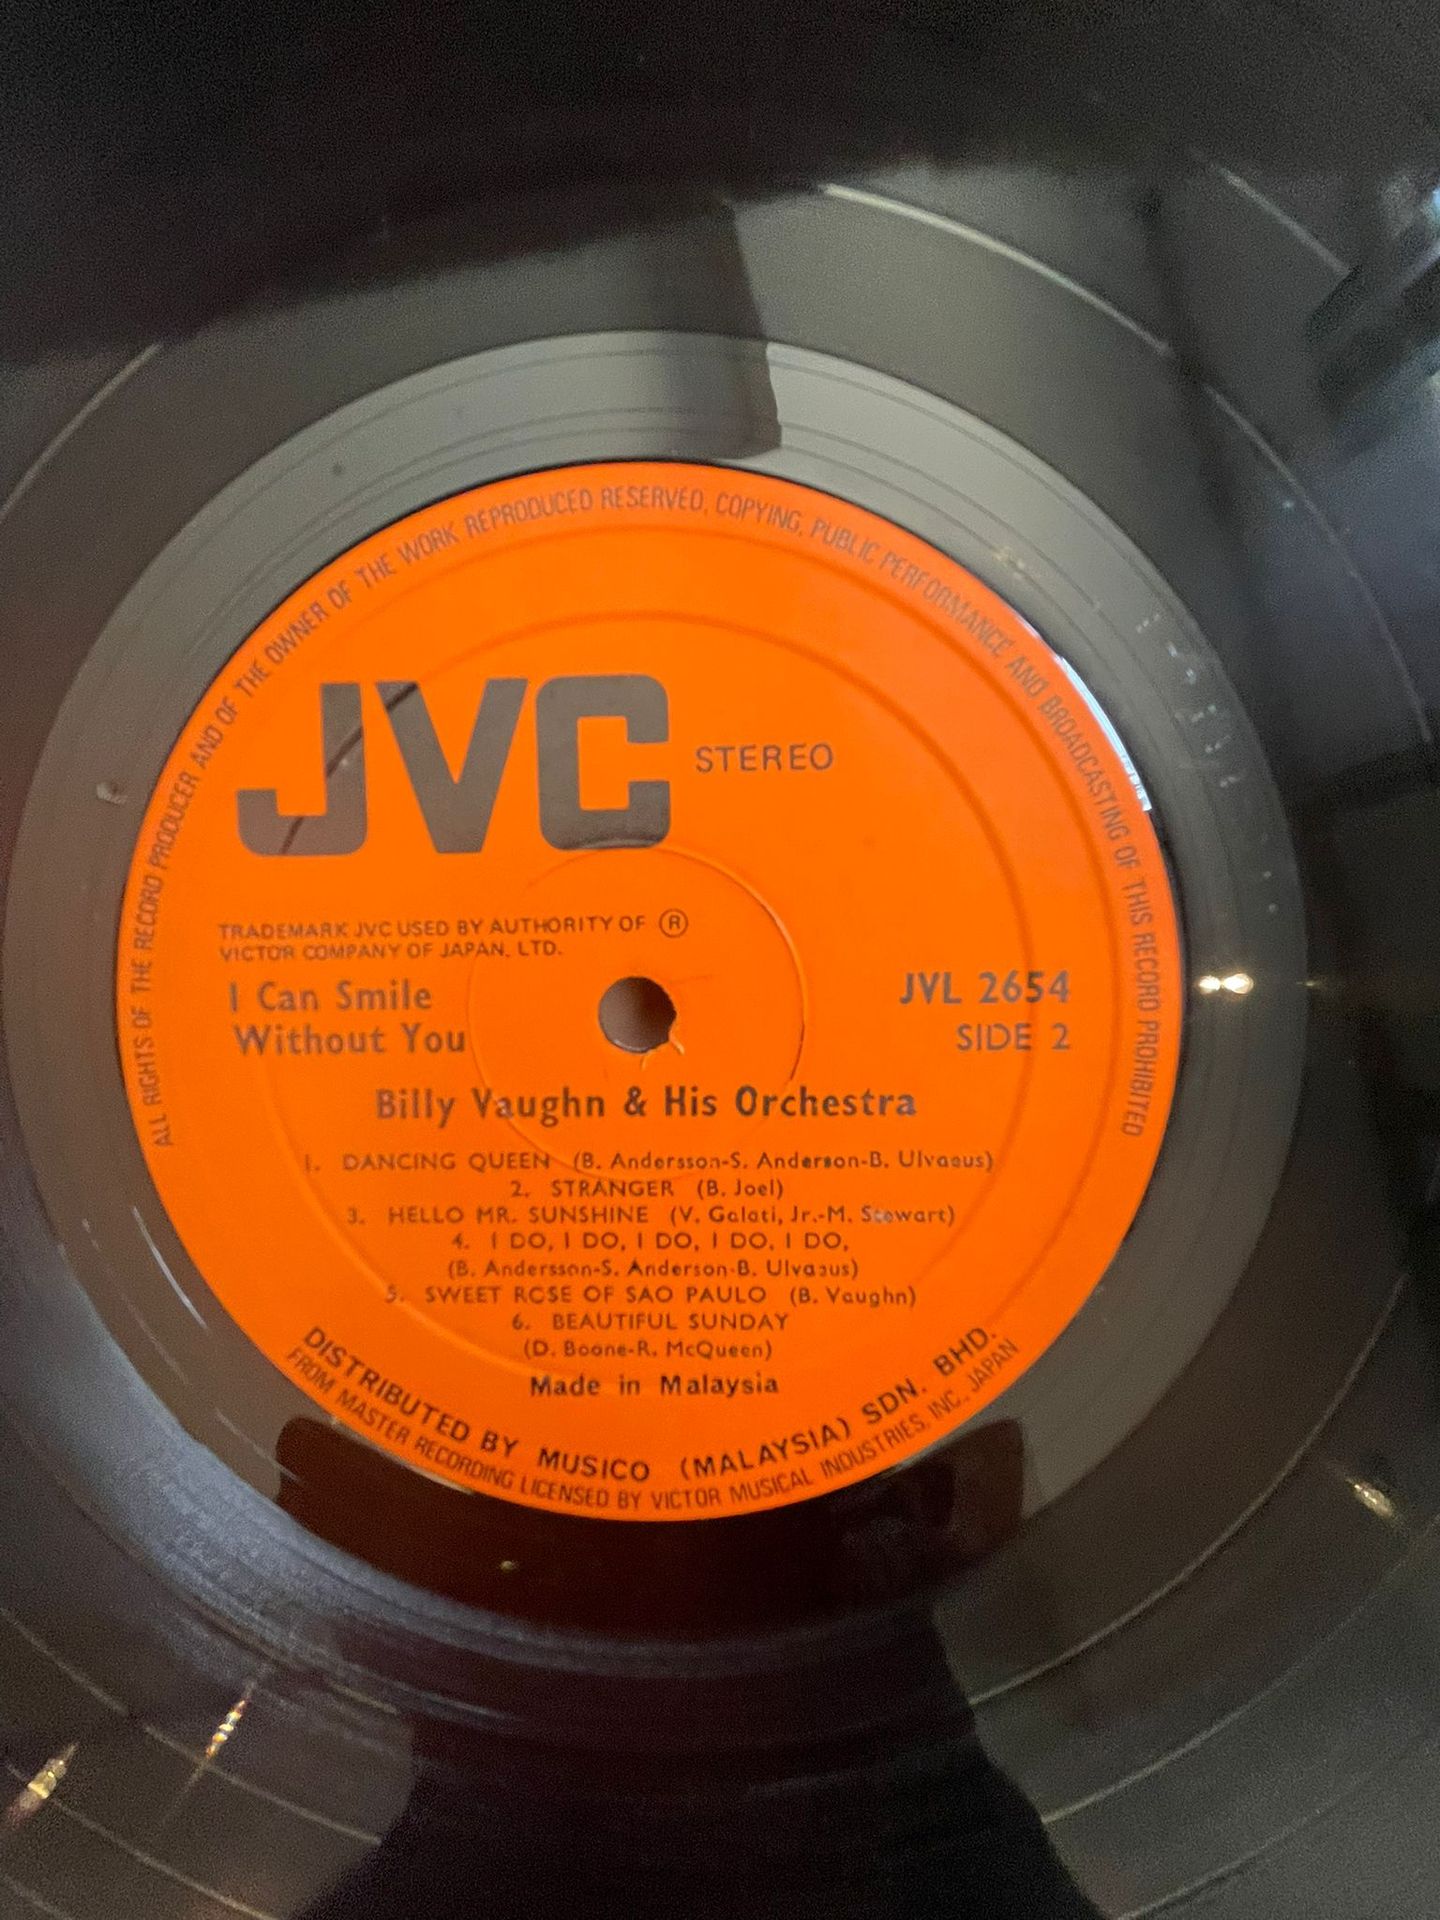 ALL RIGHTS OF THE RECORD PRODUCER AND OF THE OWNER OF THE WORK REPRODUCED RESERVED, COPYING, PUBLIC PERFORMANCE AND BROADCASTING OF THIS RECORD PROHIBITED
JVC STEREO
TRADEMARK JVC USED BY AUTHORITY OF ®
VICTOR COMPANY OF JAPAN, LTD.
I Can Smile
Without You
JVL 2654
SIDE 2
Billy Vaughn & His Orchestra
1. DANCING QUEEN (B. Andersson-S. Anderson-B. Ulvaeus)
2. STRANGER (B. Joel)
3. HELLO MR. SUNSHINE (V. Galati, Jr.-M. Stewart)
4. I DO, I DO, I DO, I DO, I DO,
(B. Andersson-S. Anderson-B. Ulvaeus)
5. SWEET ROSE OF SAO PAULO (B. Vaughn)
6. BEAUTIFUL SUNDAY
(D. Boone-R. McQueen)
Made in Malaysia
DISTRIBUTED BY MUSICO (MALAYSIA) SDN. BHD.
FROM MASTER RECORDING LICENSED BY VICTOR MUSICAL INDUSTRIES, INC., JAPAN